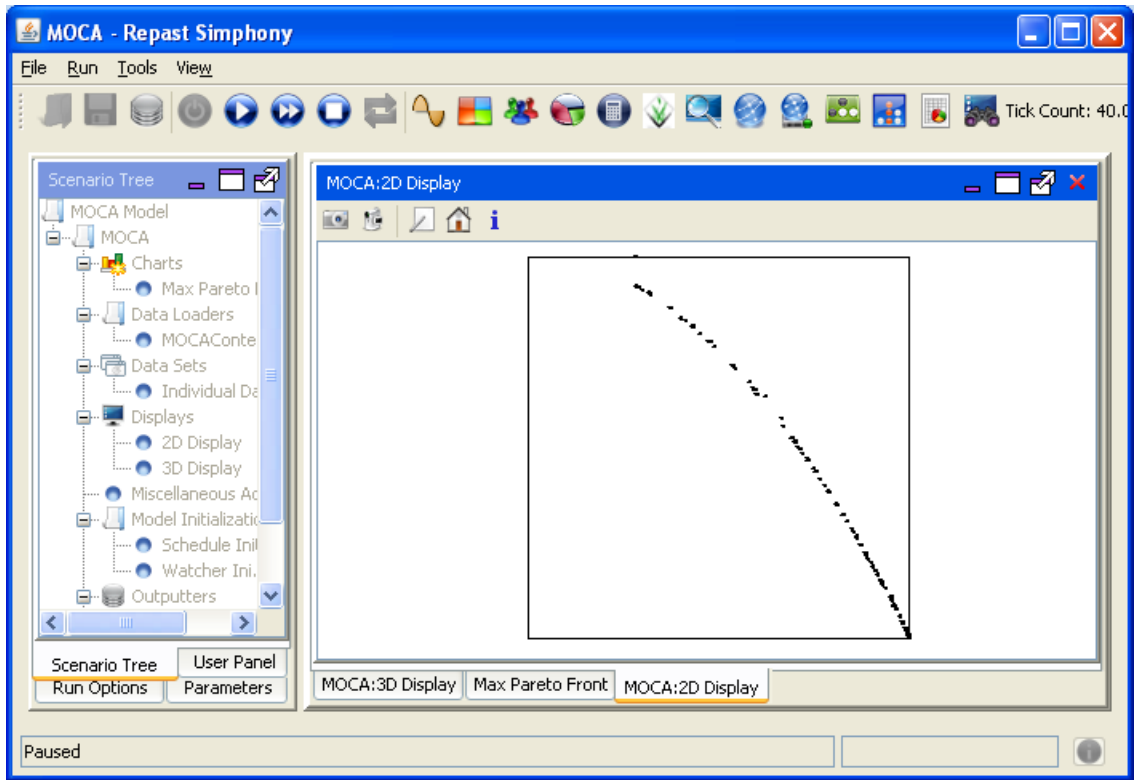 MOCA - Repast Simphony
File Run Tools View
Tick Count: 40.0
Scenario Tree
MOCA Model
MOCA
Charts
Max Pareto
Data Loaders
MOCAConte
Data Sets
Individual Da
Displays
2D Display
3D Display
Miscellaneous Ac
Model Initializatio
Schedule Ini
Watcher Ini.
Outputters
Scenario Tree User Panel
Run Options Parameters
MOCA:2D Display
i
MOCA:3D Display Max Pareto Front MOCA:2D Display
Paused